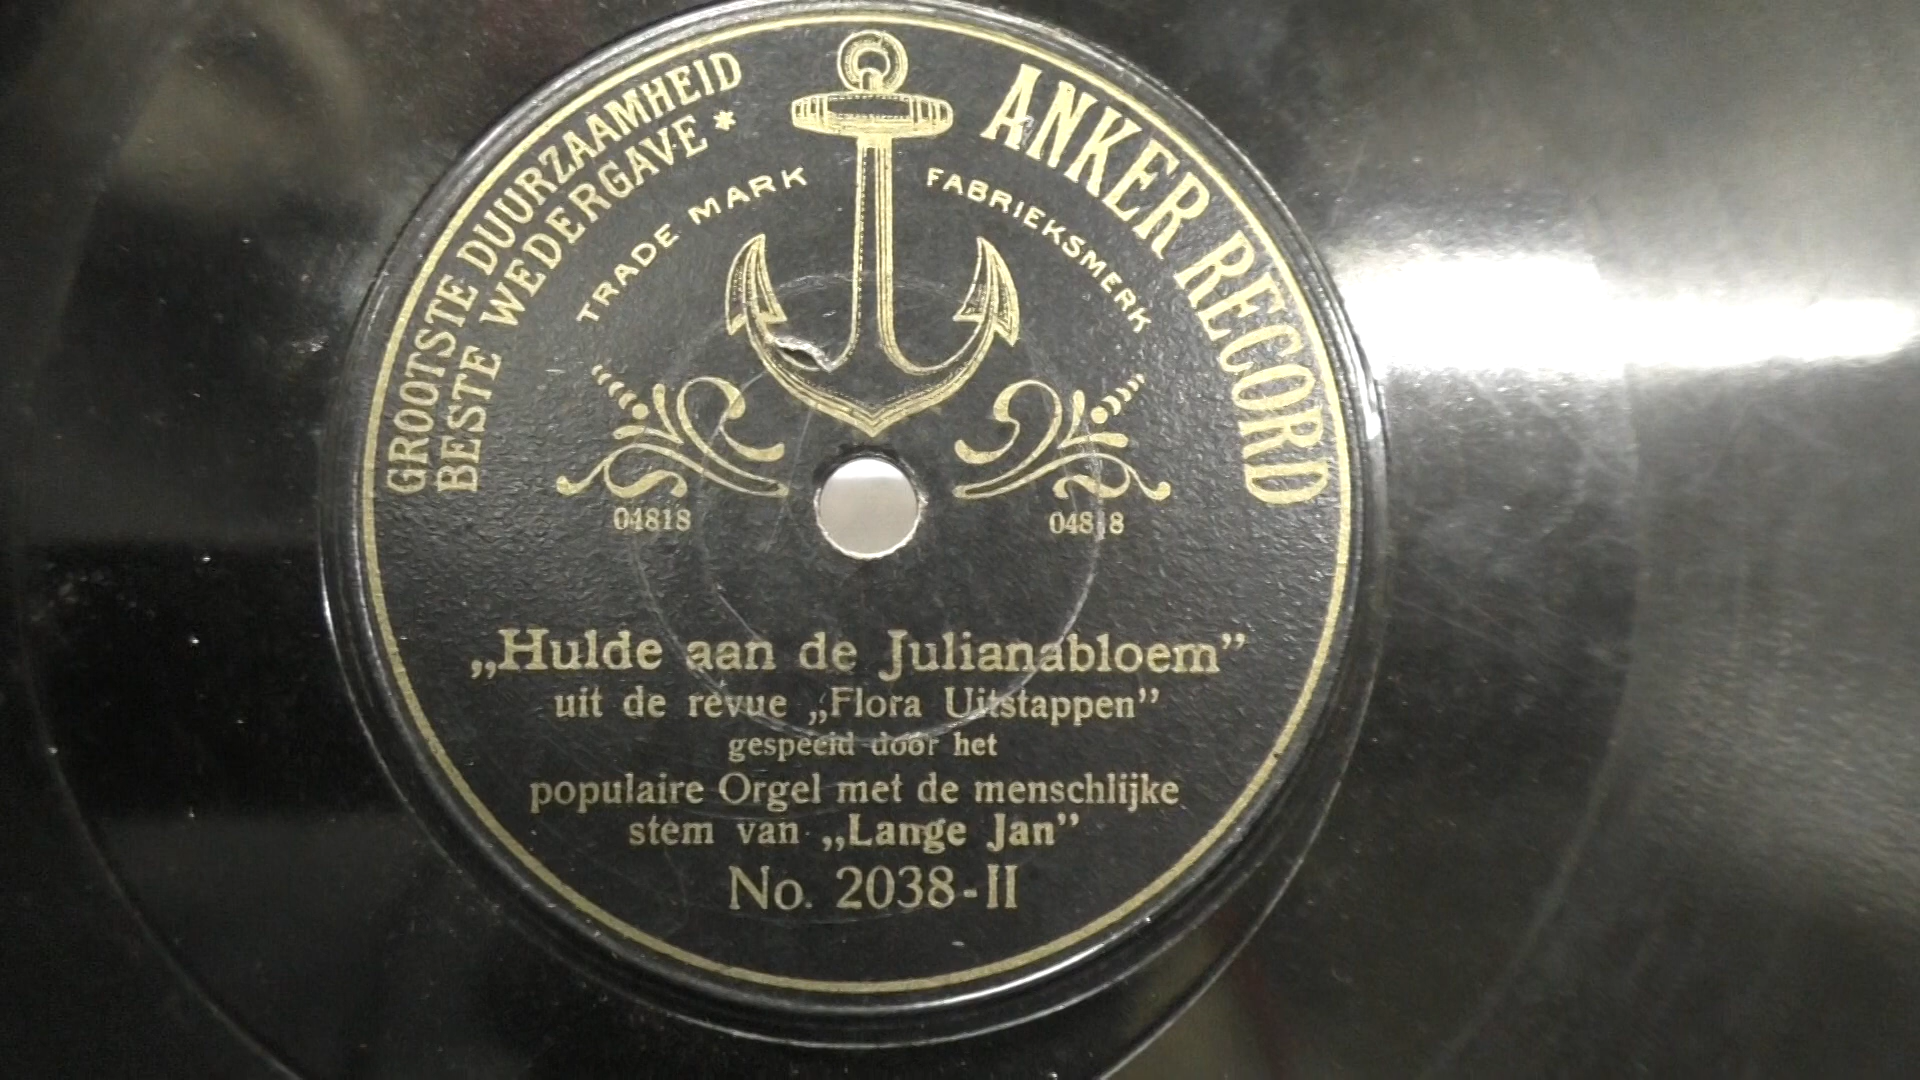 GROOTSTE DUURZAAMHEID
BESTE WEDERGAVE *
ANKER RECORD
TRADE MARK
FABRIEKSMERK
04818
04818
„Hulde aan de Julianabloem”
uit de revue „Flora Uitstappen”
gespeeld door het
populaire Orgel met de menschlijke
stem van „Lange Jan”
No. 2038-II